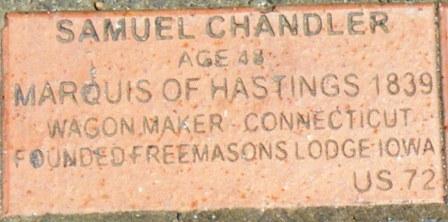 SAMUEL CHANDLER
AGE 48
MARQUIS OF HASTINGS 1839
WAGON MAKER CONNECTICUT
FOUNDED FREEMASONS LODGE IOWA
US 72